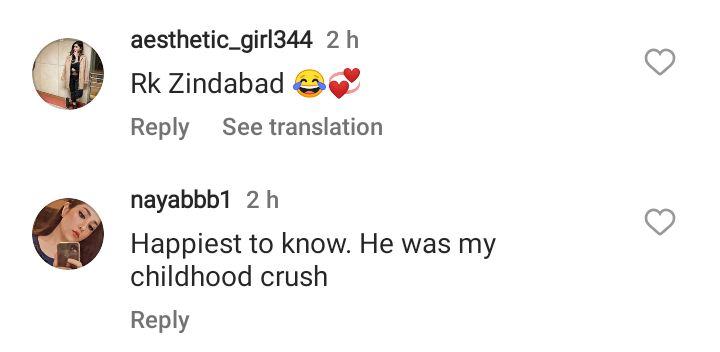 aesthetic_girl344 2 h
Rk Zindabad 😂💞
Reply See translation
nayabbb1 2 h
Happiest to know. He was my
childhood crush
Reply